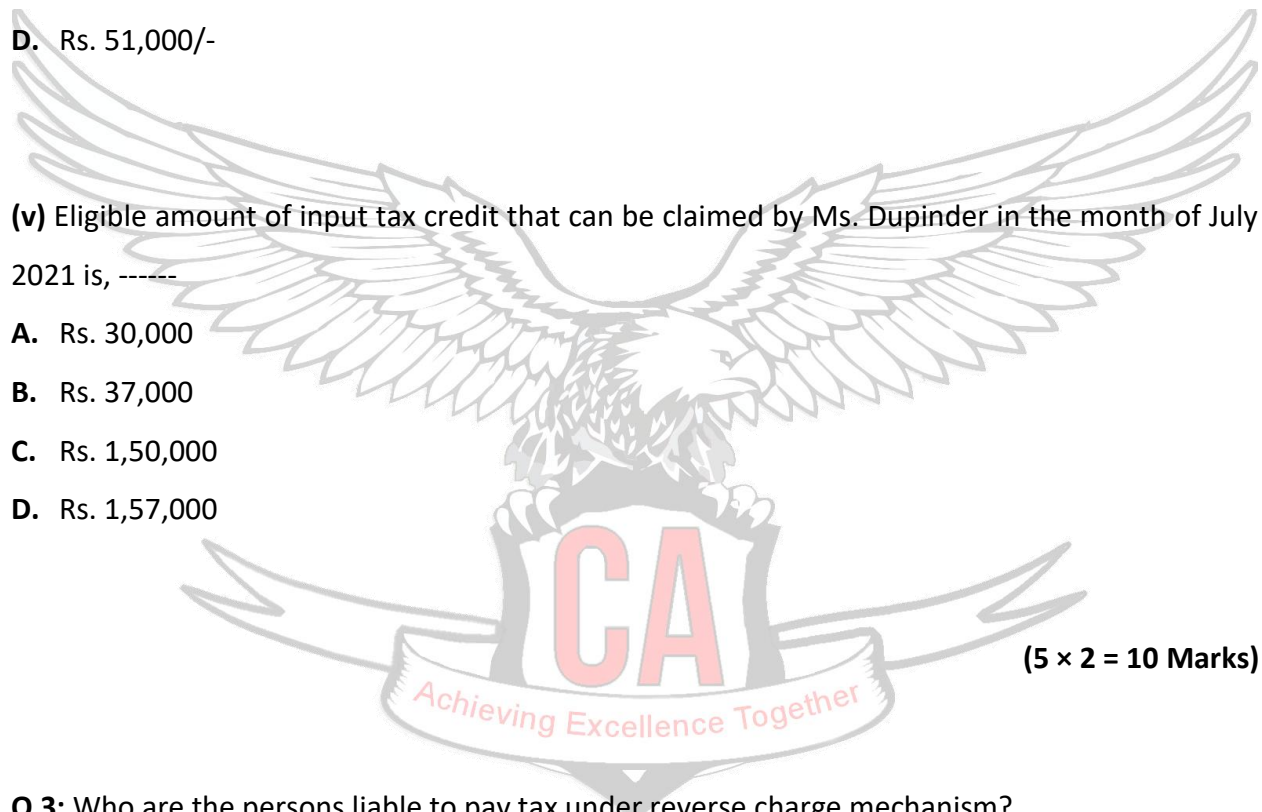 D. Rs. 51,000/-
(v) Eligible amount of input tax credit that can be claimed by Ms. Dupinder in the month of July
2021 is, ------
A. Rs. 30,000
B. Rs. 37,000
C. Rs. 1,50,000
D. Rs. 1,57,000
CA
(5 × 2 = 10 Marks)
Achieving Excellence Together
Q.3: Who are the persons liable to pay tax under reverse charge mechanism?